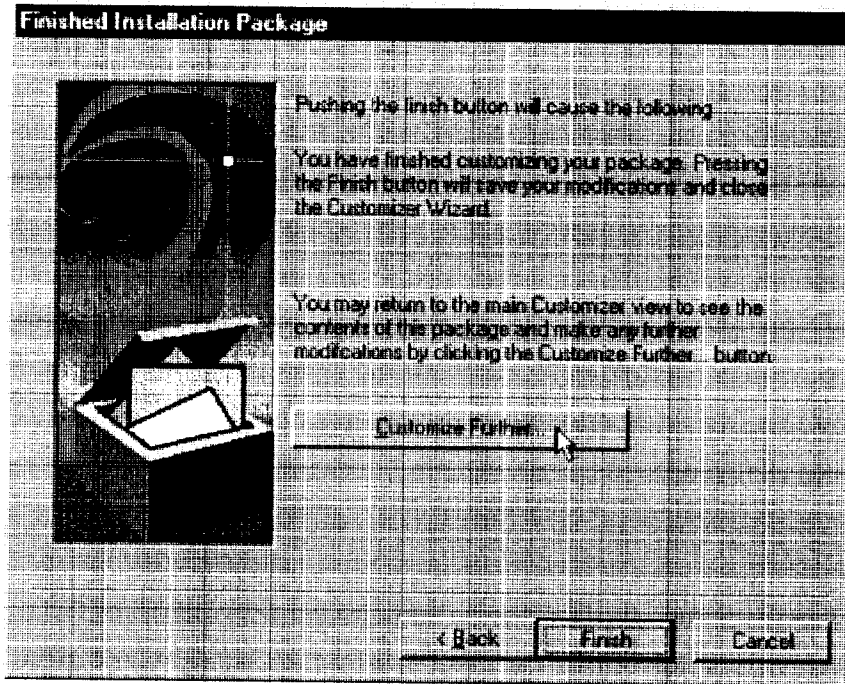 Finished Installation Package
Pushing the finish button will cause the following
You have finished customizing your package. Pressing
the Finish button will save your modifications and close
the Customizer Wizard.
You may return to the main Customizer view to see the
contents of this package and make any further
modifications by clicking the Customize Further... button.
Customize Further...
< Back
Finish
Cancel